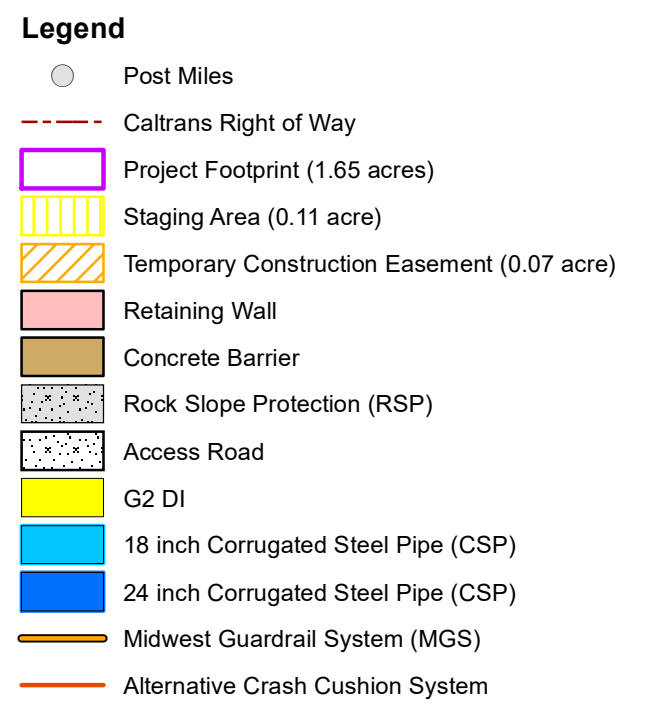 Legend
Post Miles
Caltrans Right of Way
Project Footprint (1.65 acres)
Staging Area (0.11 acre)
Temporary Construction Easement (0.07 acre)
Retaining Wall
Concrete Barrier
Rock Slope Protection (RSP)
Access Road
G2 DI
18 inch Corrugated Steel Pipe (CSP)
24 inch Corrugated Steel Pipe (CSP)
Midwest Guardrail System (MGS)
Alternative Crash Cushion System